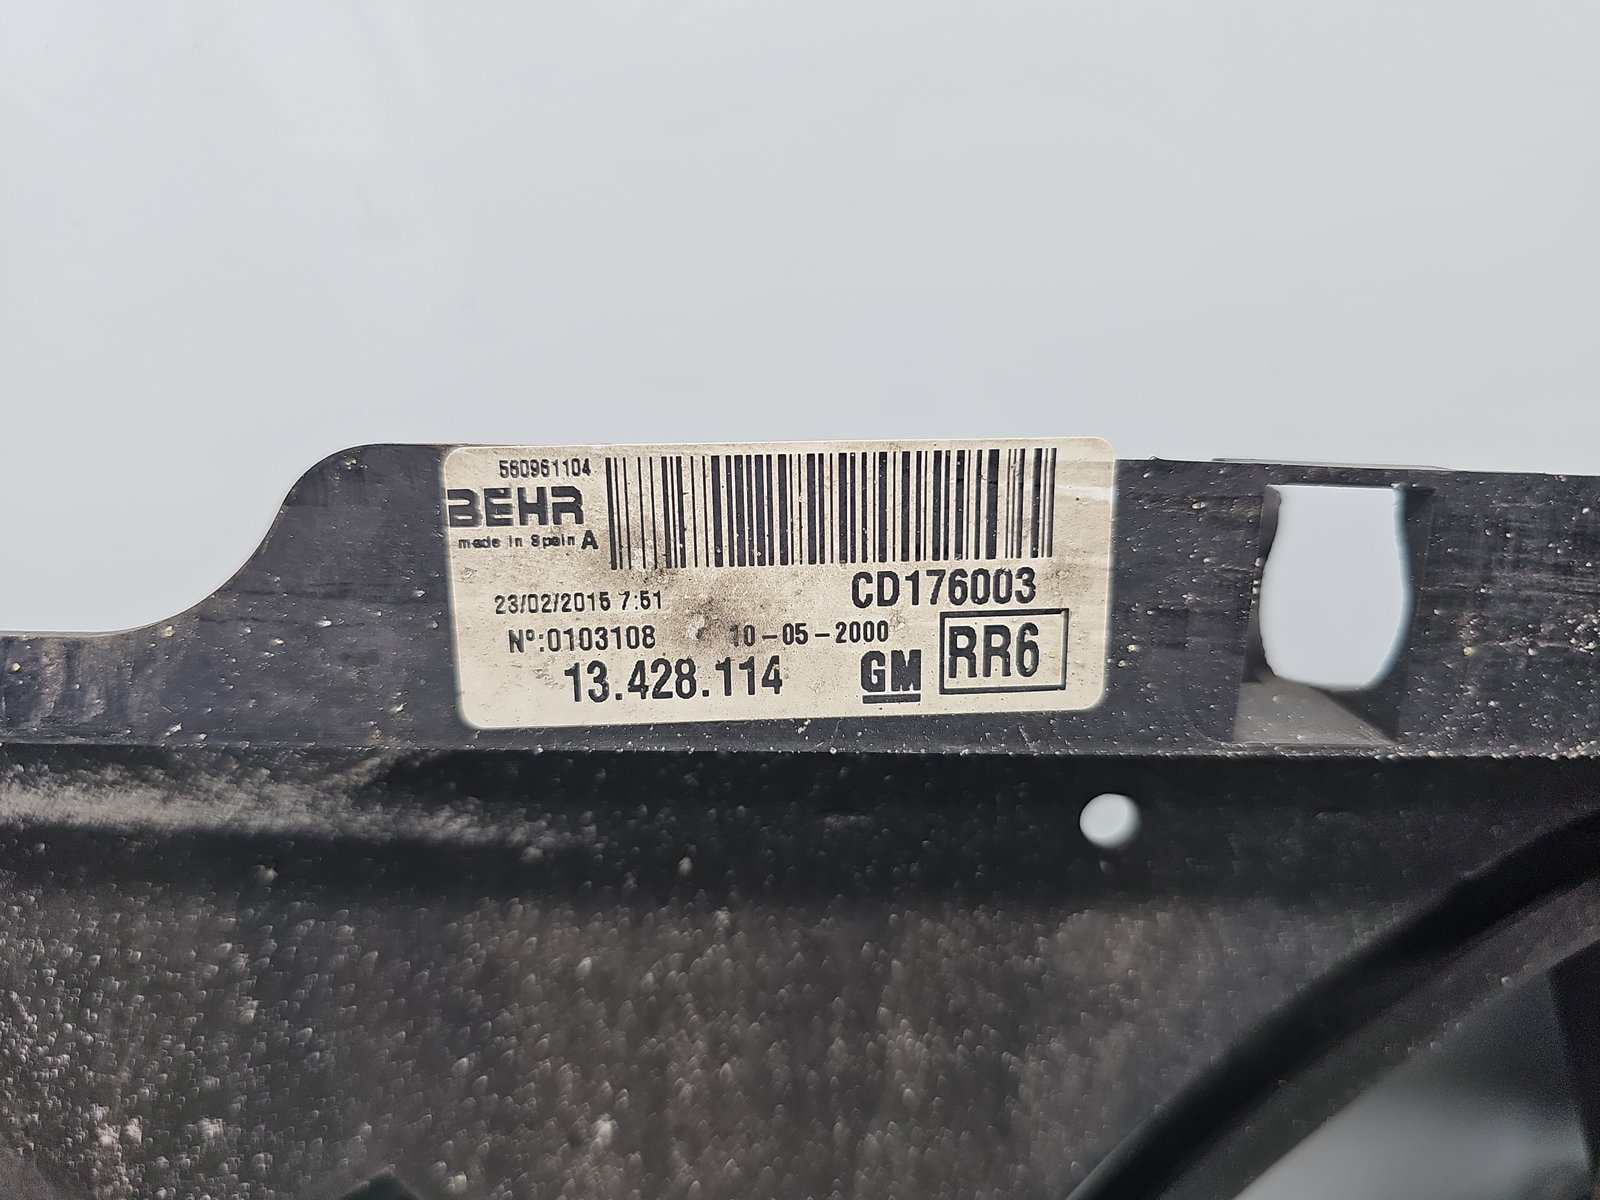 560961104
BEHR
made in Spain A
CD176003
23/02/2015 7:51
Nº:0103108 10-05-2000
13.428.114 GM RR6